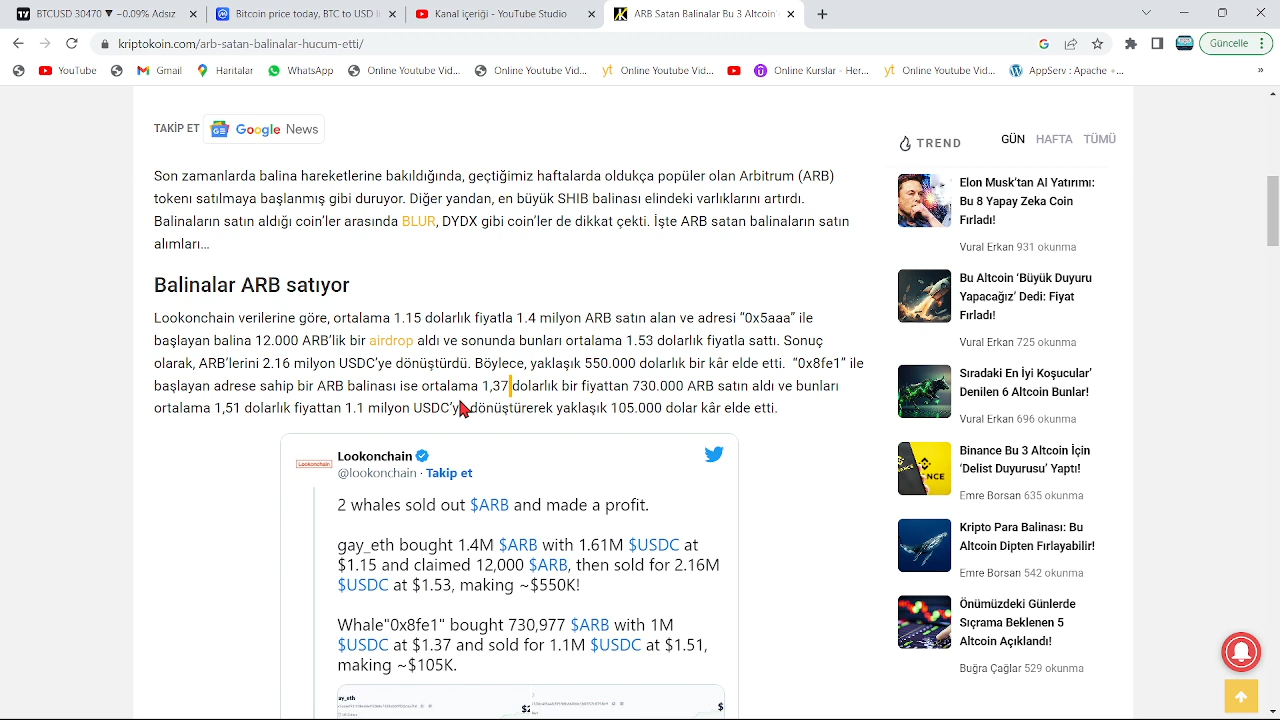 BTCUSD 30407 ▼ −0.09% Adsız
Bitcoin price today, BTC to USD li
Kanal içeriği - YouTube Studio
ARB Satan Balinalar Bu 3 Altcoin'
kriptokoin.com/arb-satan-balinalar-hucum-etti/
Güncelle
YouTube
Gmail
Haritalar
WhatsApp
Online Youtube Vid...
Online Youtube Vid...
Online Youtube Vid...
Online Kurslar - Her...
Online Youtube Vid...
AppServ : Apache +...
»
TAKİP ET Google News
Son zamanlarda balina hareketlerine bakıldığında, geçtiğimiz haftalarda oldukça popüler olan Arbitrum (ARB)
tokeni satılmaya başlanmış gibi duruyor. Diğer yandan, en büyük SHIB balinası elindeki varlıklarını artırdı.
Balinaların satın aldığı coin'ler arasında BLUR, DYDX gibi coin'ler de dikkat çekti. İşte ARB satan balinaların satın
alımları…
Balinalar ARB satıyor
Lookonchain verilerine göre, ortalama 1.15 dolarlık fiyatla 1.4 milyon ARB satın alan ve adresi “0x5aaa” ile
başlayan balina 12.000 ARB'lik bir airdrop aldı ve sonunda bunları ortalama 1.53 dolarlık fiyatla sattı. Sonuç
olarak, ARB'lerini 2.16 milyon USDC'ye dönüştürdü. Böylece, yaklaşık 550.000 dolarlık bir kâr elde etti. “0x8fe1” ile
başlayan adrese sahip bir ARB balinası ise ortalama 1,37 dolarlık bir fiyattan 730.000 ARB satın aldı ve bunları
ortalama 1,51 dolarlık fiyattan 1.1 milyon USDC'ye dönüştürerek yaklaşık 105.000 dolar kâr elde etti.
Lookonchain
Lookonchain
@lookonchain · Takip et
2 whales sold out $ARB and made a profit.
gay_eth bought 1.4M $ARB with 1.61M $USDC at
$1.15 and claimed 12,000 $ARB, then sold for 2.16M
$USDC at $1.53, making ~$550K!
Whale"0x8fe1" bought 730,977 $ARB with 1M
$USDC at $1.37 and sold for 1.1M $USDC at $1.51,
making ~$105K.
TREND
GÜN HAFTA TÜMÜ
Elon Musk'tan AI Yatırımı:
Bu 8 Yapay Zeka Coin
Fırladı!
Vural Erkan 931 okunma
Bu Altcoin ‘Büyük Duyuru
Yapacağız’ Dedi: Fiyat
Fırladı!
Vural Erkan 725 okunma
Sıradaki En İyi Koşucular’
Denilen 6 Altcoin Bunlar!
Vural Erkan 696 okunma
Binance Bu 3 Altcoin İçin
‘Delist Duyurusu’ Yaptı!
Emre Borsan 635 okunma
Kripto Para Balinası: Bu
Altcoin Dipten Fırlayabilir!
Emre Borsan 542 okunma
Önümüzdeki Günlerde
Sıçrama Beklenen 5
Altcoin Açıkladı!
Buğra Çağlar 529 okunma